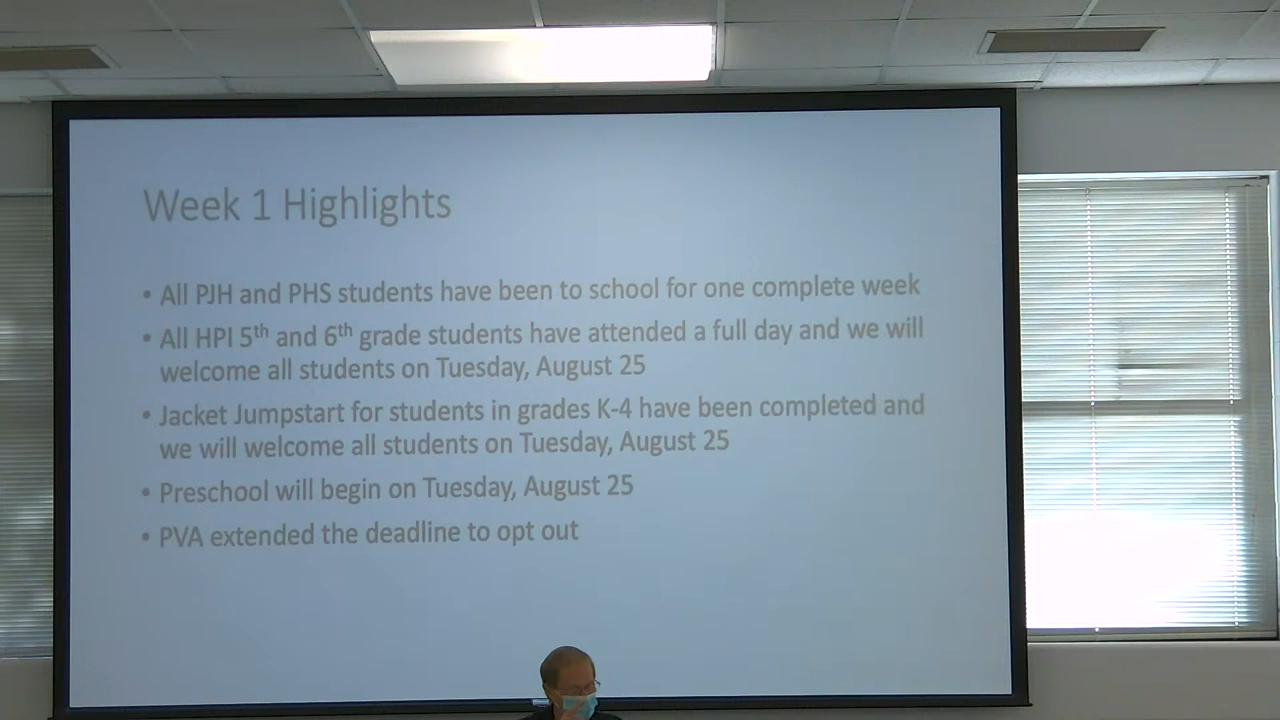 Week 1 Highlights
• All PJH and PHS students have been to school for one complete week
• All HPI 5th and 6th grade students have attended a full day and we will
welcome all students on Tuesday, August 25
• Jacket Jumpstart for students in grades K-4 have been completed and
we will welcome all students on Tuesday, August 25
• Preschool will begin on Tuesday, August 25
• PVA extended the deadline to opt out